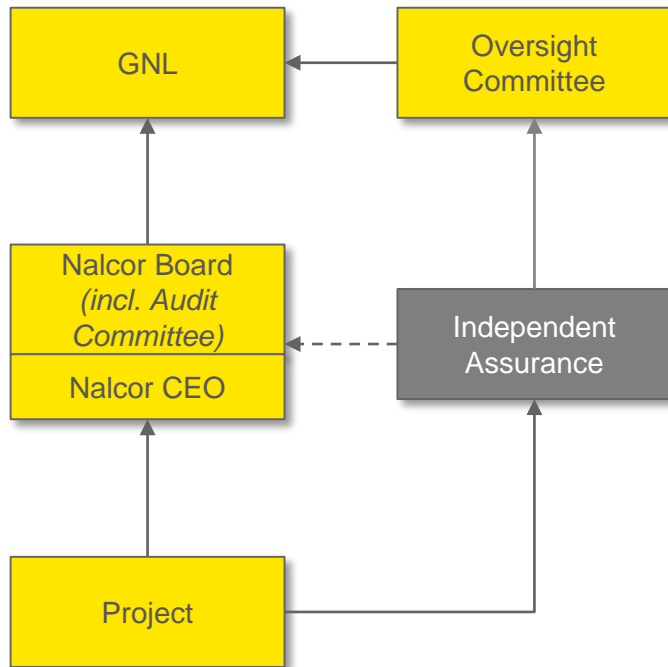 GNL
Oversight
Committee
Nalcor Board
(incl. Audit
Committee)
Nalcor CEO
Independent
Assurance
Project